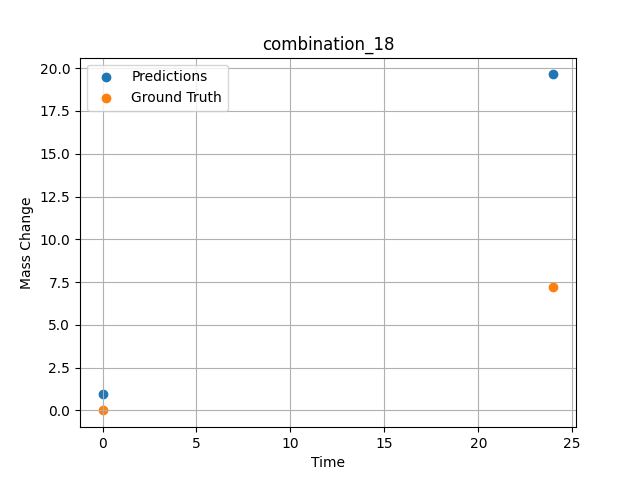 combination_18
Predictions
Ground Truth
Mass Change
20.0
17.5
15.0
12.5
10.0
7.5
5.0
2.5
0.0
0 5 10 15 20 25
Time